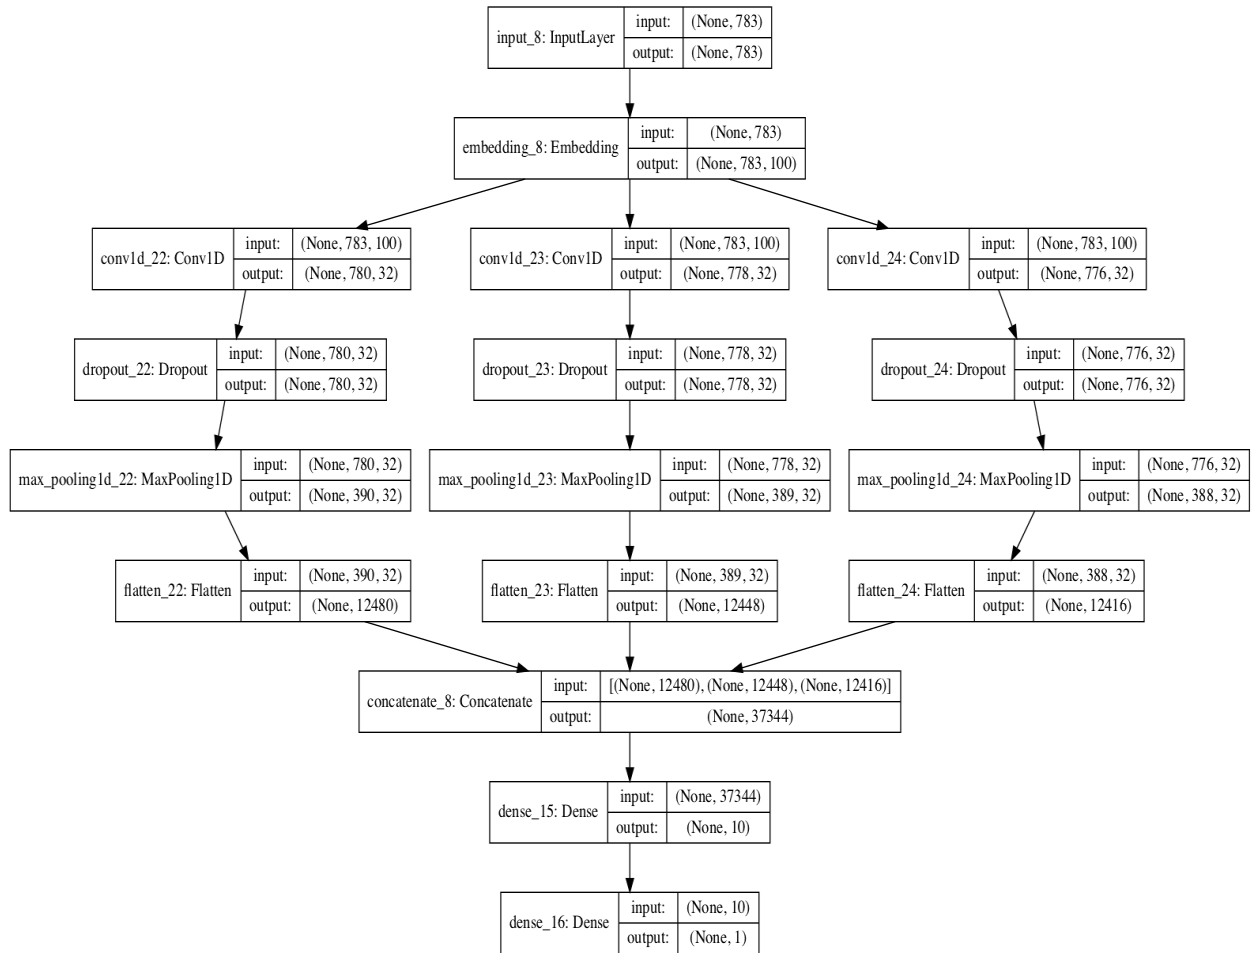 input_8: InputLayer
input: (None, 783)
output: (None, 783)
embedding_8: Embedding
input: (None, 783)
output: (None, 783, 100)
conv1d_22: Conv1D
input: (None, 783, 100)
output: (None, 780, 32)
conv1d_23: Conv1D
input: (None, 783, 100)
output: (None, 778, 32)
conv1d_24: Conv1D
input: (None, 783, 100)
output: (None, 776, 32)
dropout_22: Dropout
input: (None, 780, 32)
output: (None, 780, 32)
dropout_23: Dropout
input: (None, 778, 32)
output: (None, 778, 32)
dropout_24: Dropout
input: (None, 776, 32)
output: (None, 776, 32)
max_pooling1d_22: MaxPooling1D
input: (None, 780, 32)
output: (None, 390, 32)
max_pooling1d_23: MaxPooling1D
input: (None, 778, 32)
output: (None, 389, 32)
max_pooling1d_24: MaxPooling1D
input: (None, 776, 32)
output: (None, 388, 32)
flatten_22: Flatten
input: (None, 390, 32)
output: (None, 12480)
flatten_23: Flatten
input: (None, 389, 32)
output: (None, 12448)
flatten_24: Flatten
input: (None, 388, 32)
output: (None, 12416)
concatenate_8: Concatenate
input: [(None, 12480), (None, 12448), (None, 12416)]
output: (None, 37344)
dense_15: Dense
input: (None, 37344)
output: (None, 10)
dense_16: Dense
input: (None, 10)
output: (None, 1)